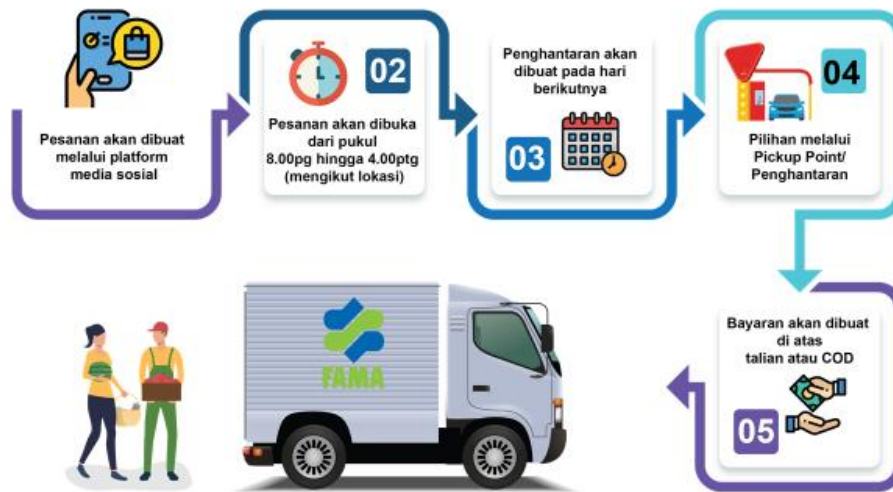 Pesanan akan dibuat
melalui platform
media sosial
02
Pesanan akan dibuka
dari pukul
8.00pg hingga 4.00ptg
(mengikut lokasi)
Penghantaran akan
dibuat pada hari
berikutnya
03
04
Pilihan melalui
Pickup Point/
Penghantaran
Bayaran akan dibuat
di atas
talian atau COD
05
FAMA